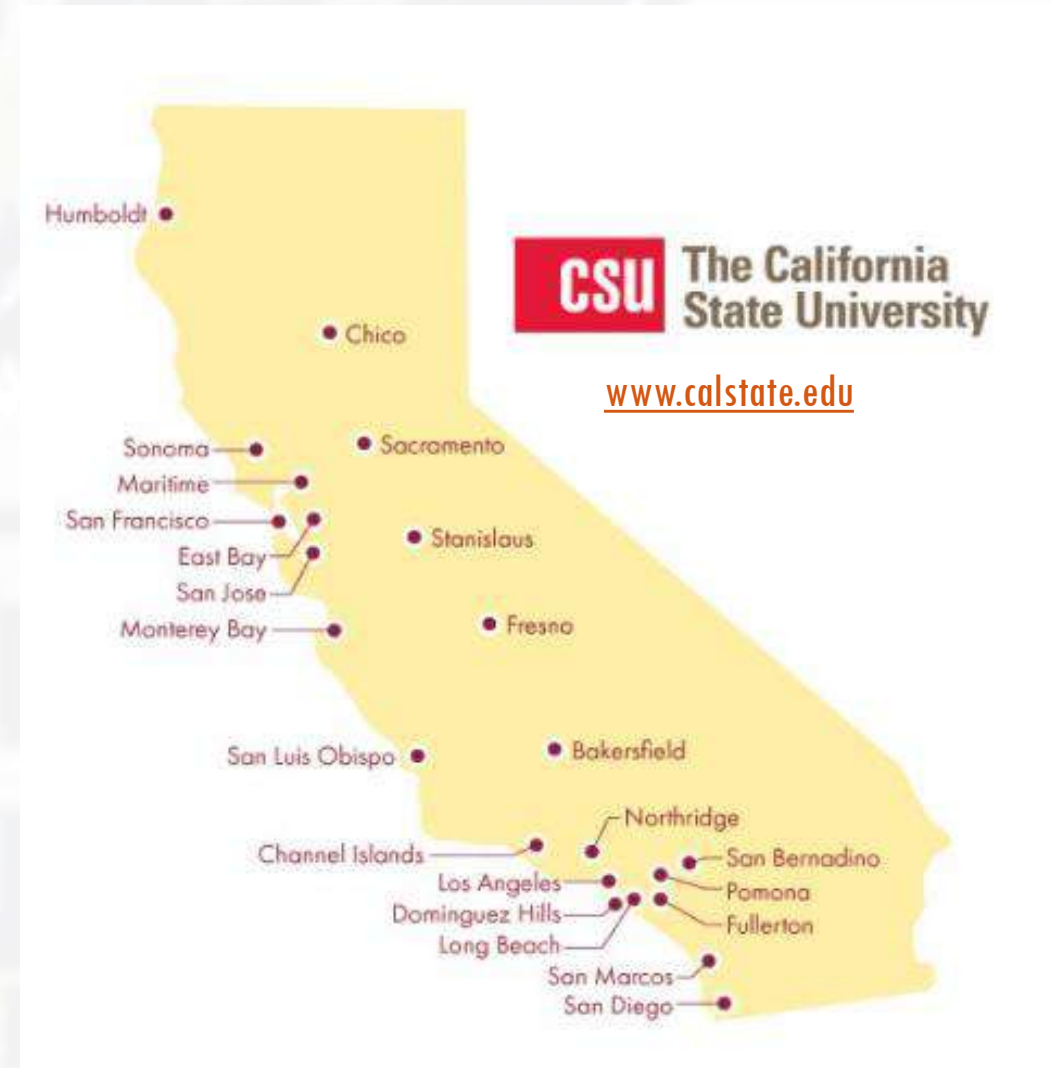 Humboldt
CSU The California
State University
Chico
www.calstate.edu
Sonoma
Sacramento
Maritime
San Francisco
East Bay
Stanislaus
San Jose
Monterey Bay
Fresno
San Luis Obispo
Bakersfield
Northridge
Channel Islands
San Bernadino
Los Angeles
Pomona
Dominguez Hills
Fullerton
Long Beach
San Marcos
San Diego